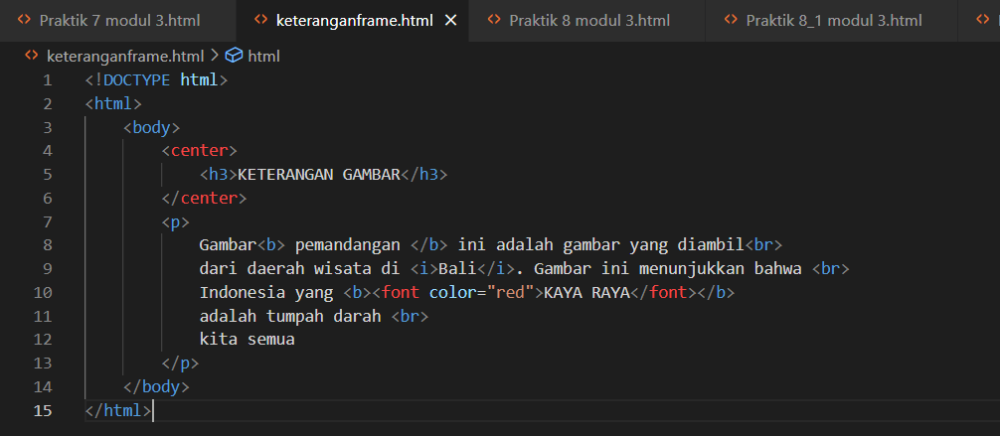 Praktik 7 modul 3.html keteranganframe.html Praktik 8 modul 3.html Praktik 8_1 modul 3.html
keteranganframe.html > html
1 <!DOCTYPE html>
2 <html>
3 <body>
4 <center>
5 <h3>KETERANGAN GAMBAR</h3>
6 </center>
7 <p>
8 Gambar<b> pemandangan </b> ini adalah gambar yang diambil<br>
9 dari daerah wisata di <i>Bali</i>. Gambar ini menunjukkan bahwa <br>
10 Indonesia yang <b><font color="red">KAYA RAYA</font></b>
11 adalah tumpah darah <br>
12 kita semua
13 </p>
14 </body>
15 </html>